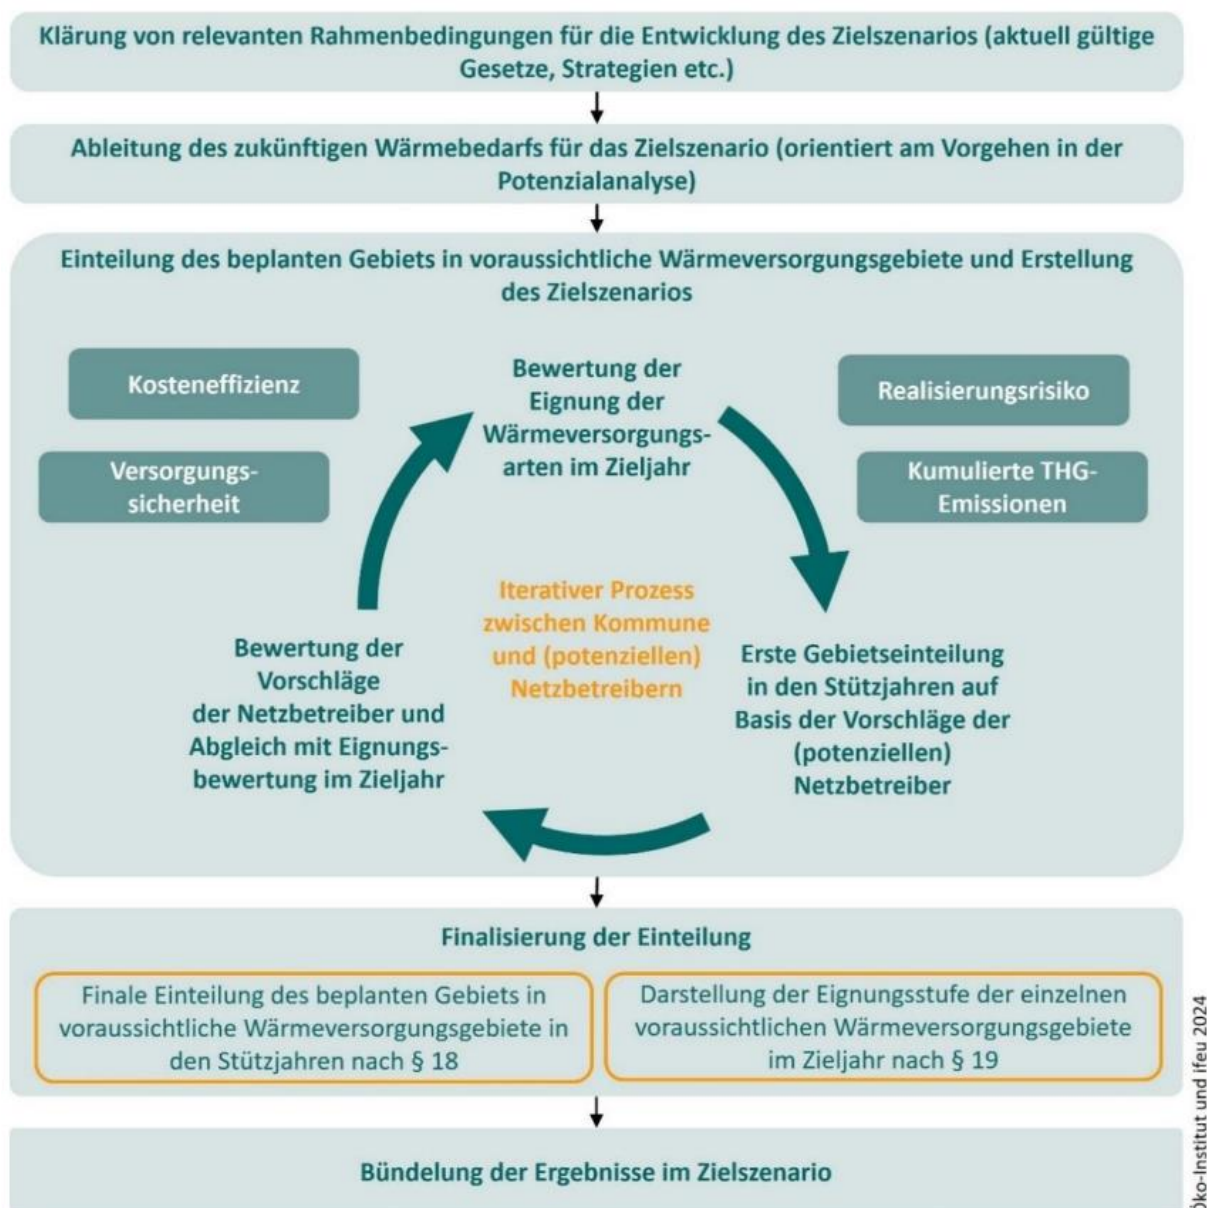 Klärung von relevanten Rahmenbedingungen für die Entwicklung des Zielszenarios (aktuell gültige
Gesetze, Strategien etc.)
Ableitung des zukünftigen Wärmebedarfs für das Zielszenario (orientiert am Vorgehen in der
Potenzialanalyse)
Einteilung des beplanten Gebiets in voraussichtliche Wärmeversorgungsgebiete und Erstellung
des Zielszenarios
Kosteneffizienz
Versorgungs-
sicherheit
Bewertung der
Eignung der
Wärmeversorgungs-
arten im Zieljahr
Realisierungsrisiko
Kumulierte THG-
Emissionen
Iterativer Prozess
zwischen Kommune
und (potenziellen)
Netzbetreibern
Erste Gebietseinteilung
in den Stützjahren auf
Basis der Vorschläge der
(potenziellen)
Netzbetreiber
Bewertung der
Vorschläge
der Netzbetreiber und
Abgleich mit Eignungs-
bewertung im Zieljahr
Finalisierung der Einteilung
Finale Einteilung des beplanten Gebiets in
voraussichtliche Wärmeversorgungsgebiete in
den Stützjahren nach § 18
Darstellung der Eignungsstufe der einzelnen
voraussichtlichen Wärmeversorgungsgebiete
im Zieljahr nach § 19
Bündelung der Ergebnisse im Zielszenario
Öko-Institut und ifeu 2024